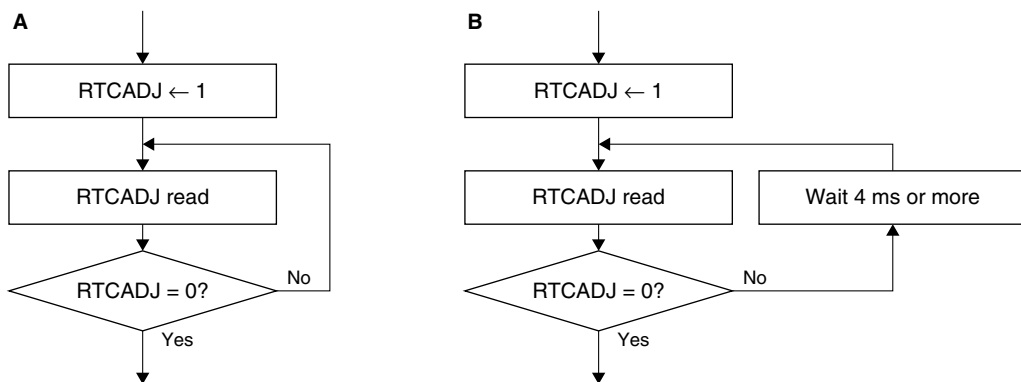 A
RTCADJ ← 1
RTCADJ read
RTCADJ = 0?
No
Yes
B
RTCADJ ← 1
RTCADJ read
Wait 4 ms or more
RTCADJ = 0?
No
Yes